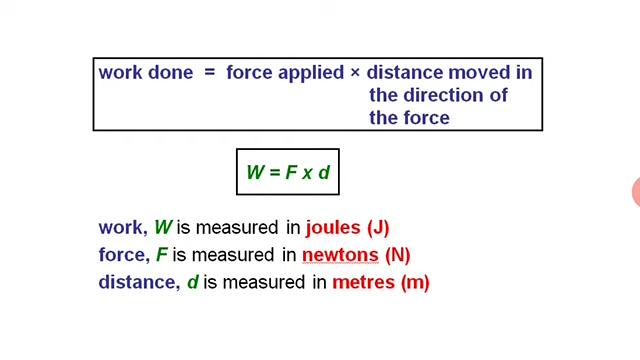 work done = force applied × distance moved in
the direction of
the force
W = F x d
work, W is measured in joules (J)
force, F is measured in newtons (N)
distance, d is measured in metres (m)